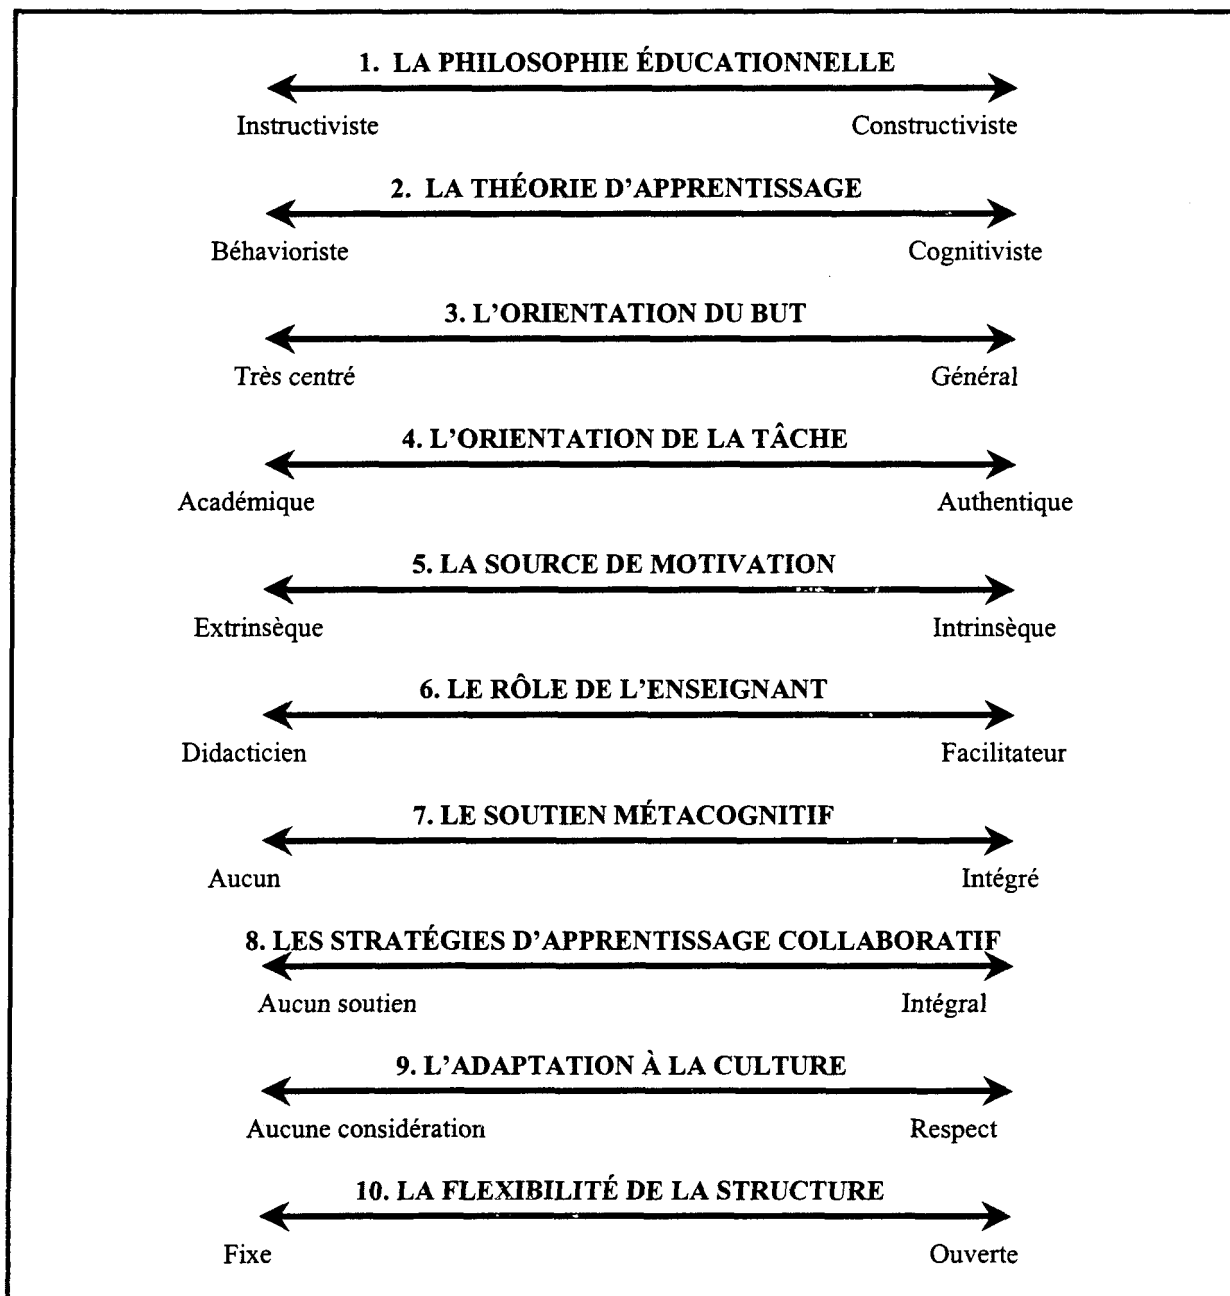 1. LA PHILOSOPHIE ÉDUCATIONNELLE
Instructiviste Constructiviste
2. LA THÉORIE D'APPRENTISSAGE
Béhavioriste Cognitiviste
3. L'ORIENTATION DU BUT
Très centré Général
4. L'ORIENTATION DE LA TÂCHE
Académique Authentique
5. LA SOURCE DE MOTIVATION
Extrinsèque Intrinsèque
6. LE RÔLE DE L'ENSEIGNANT
Didacticien Facilitateur
7. LE SOUTIEN MÉTACOGNITIF
Aucun Intégré
8. LES STRATÉGIES D'APPRENTISSAGE COLLABORATIF
Aucun soutien Intégral
9. L'ADAPTATION À LA CULTURE
Aucune considération Respect
10. LA FLEXIBILITÉ DE LA STRUCTURE
Fixe Ouverte